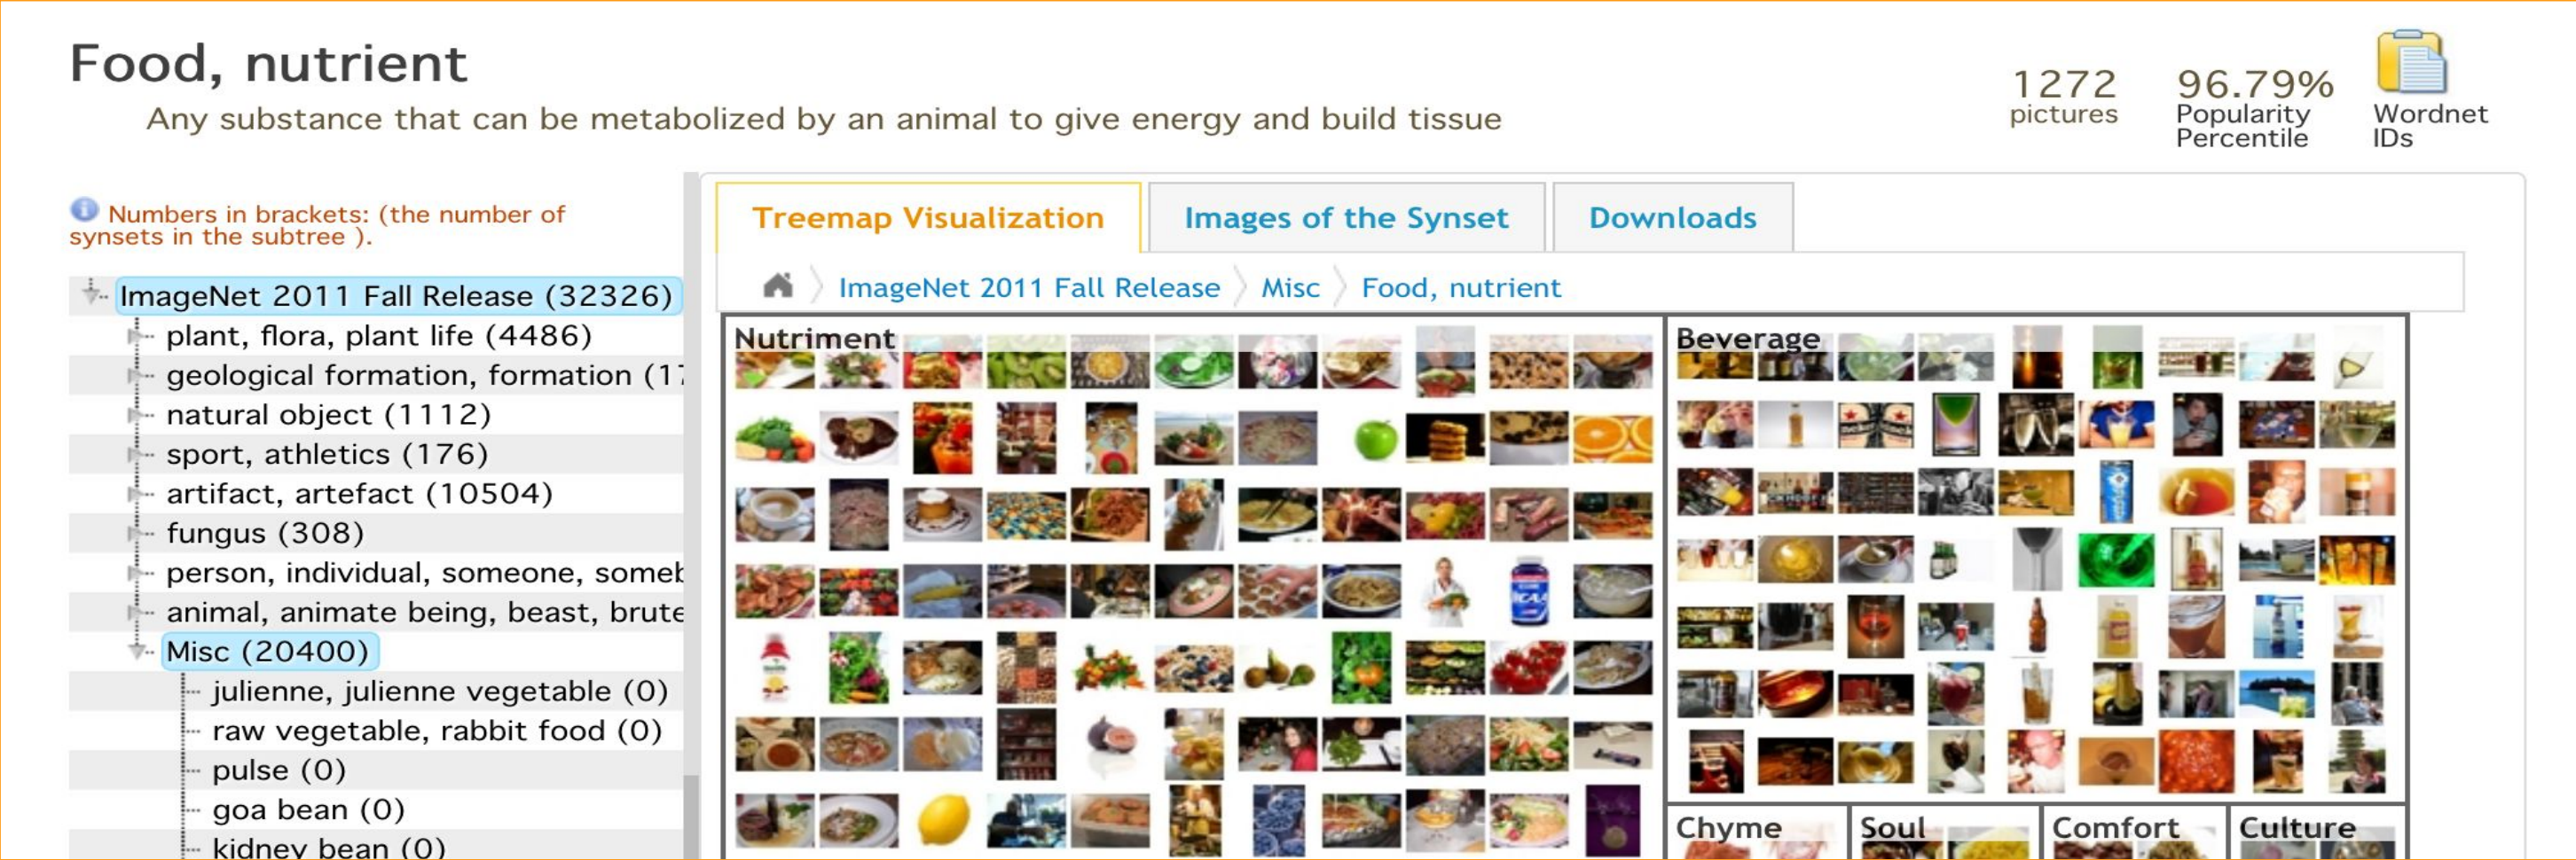 Food, nutrient
Any substance that can be metabolized by an animal to give energy and build tissue
1272
pictures
96.79%
Popularity
Percentile
Wordnet
IDs
Numbers in brackets: (the number of
synsets in the subtree ).
ImageNet 2011 Fall Release (32326)
plant, flora, plant life (4486)
geological formation, formation (17
natural object (1112)
sport, athletics (176)
artifact, artefact (10504)
fungus (308)
person, individual, someone, someb
animal, animate being, beast, brute
Misc (20400)
julienne, julienne vegetable (0)
raw vegetable, rabbit food (0)
pulse (0)
goa bean (0)
kidney bean (0)
Treemap Visualization
Images of the Synset
Downloads
ImageNet 2011 Fall Release
Misc
Food, nutrient
Nutriment
Beverage
BCAA
Chyme
Soul
Comfort
Culture